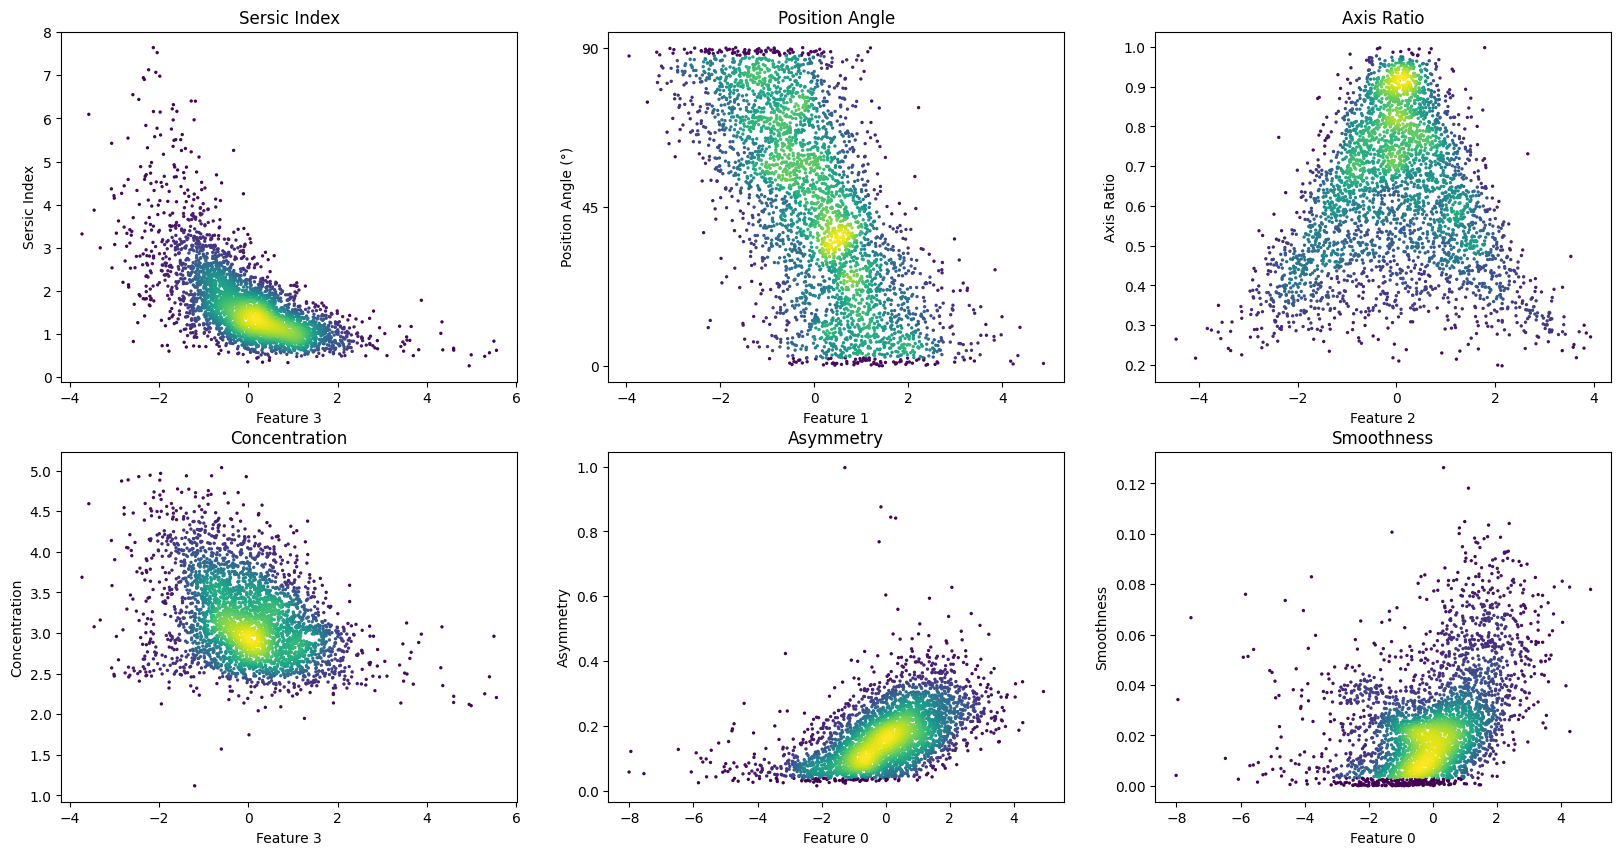 Sersic Index
Sersic Index
8
7
6
5
4
3
2
1
0
−4 −2 0 2 4 6
Feature 3
Position Angle
Position Angle (°)
90
45
0
−4 −2 0 2 4
Feature 1
Axis Ratio
Axis Ratio
1.0
0.9
0.8
0.7
0.6
0.5
0.4
0.3
0.2
−4 −2 0 2 4
Feature 2
Concentration
Concentration
5.0
4.5
4.0
3.5
3.0
2.5
2.0
1.5
1.0
−4 −2 0 2 4 6
Feature 3
Asymmetry
Asymmetry
1.0
0.8
0.6
0.4
0.2
0.0
−8 −6 −4 −2 0 2 4
Feature 0
Smoothness
Smoothness
0.12
0.10
0.08
0.06
0.04
0.02
0.00
−8 −6 −4 −2 0 2 4
Feature 0